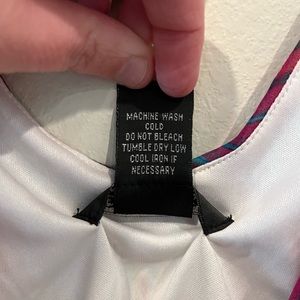 MACHINE WASH
COLD
DO NOT BLEACH
TUMBLE DRY LOW
COOL IRON IF
NECESSARY